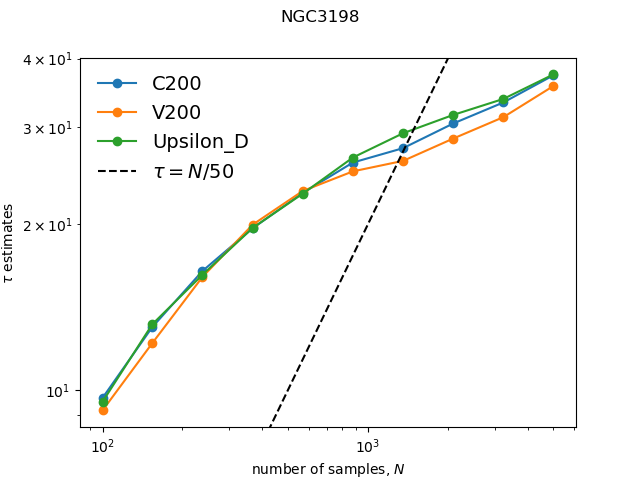 NGC3198
C200
V200
Upsilon_D
τ = N/50
τ estimates
4 × 10¹
3 × 10¹
2 × 10¹
10¹
10²
10³
number of samples, N